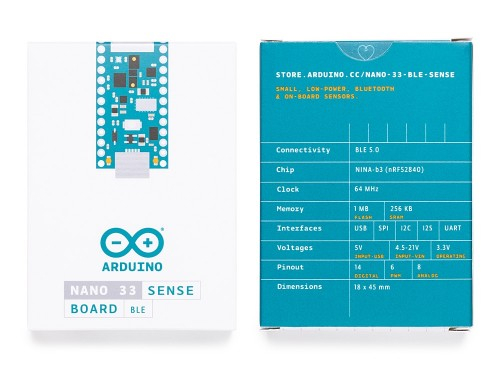 ARDUINO
NANO 33 SENSE
BOARD BLE
STORE.ARDUINO.CC/NANO-33-BLE-SENSE
SMALL, LOW-POWER, BLUETOOTH
& ON-BOARD SENSORS.
Connectivity BLE 5.0
Chip NINA-b3 (nRF52840)
Clock 64 MHz
Memory 1 MB 256 KB
FLASH SRAM
Interfaces USB SPI I2C I2S UART
Voltages 5V 4.5-21V 3.3V
INPUT-USB INPUT-VIN OPERATING
Pinout 14 6 8
DIGITAL PWM ANALOG
Dimensions 18 x 45 mm